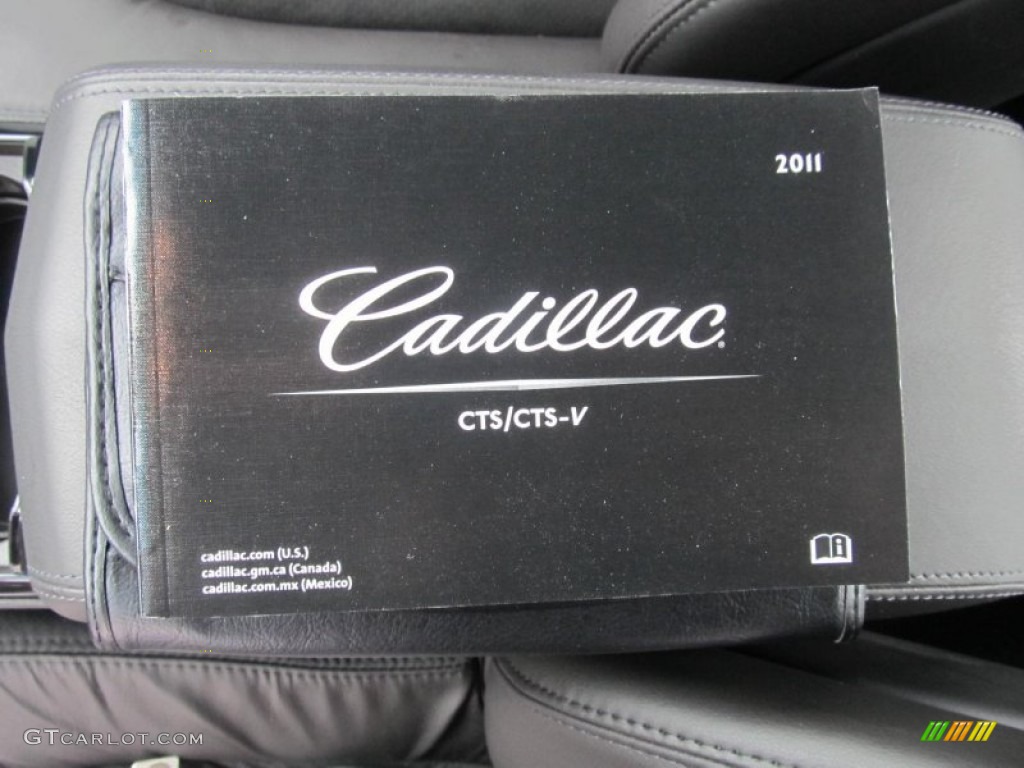 2011
Cadillac®
CTS/CTS-V
cadillac.com (U.S.)
cadillac.gm.ca (Canada)
cadillac.com.mx (Mexico)
GTCARLOT.COM